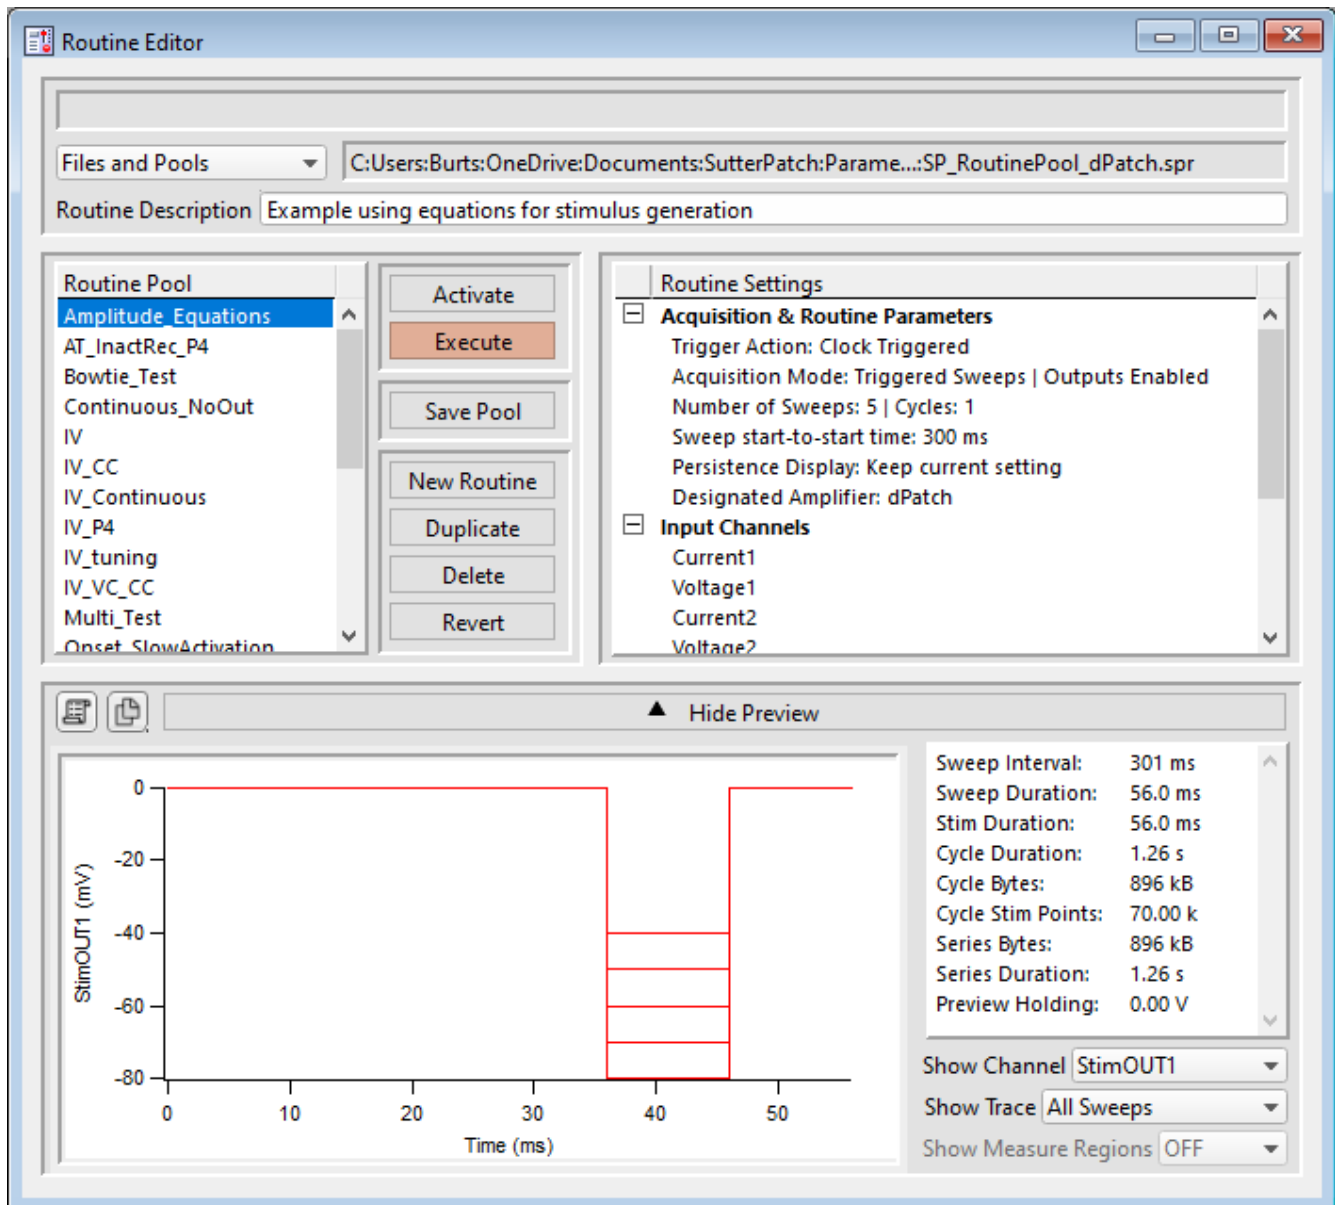 Routine Editor
Files and Pools
C:Users:Burts:OneDrive:Documents:SutterPatch:Parame...:SP_RoutinePool_dPatch.spr
Routine Description Example using equations for stimulus generation
Routine Pool
Amplitude_Equations
AT_InactRec_P4
Bowtie_Test
Continuous_NoOut
IV
IV_CC
IV_Continuous
IV_P4
IV_tuning
IV_VC_CC
Multi_Test
Onset_SlowActivation
Activate
Execute
Save Pool
New Routine
Duplicate
Delete
Revert
Routine Settings
Acquisition & Routine Parameters
Trigger Action: Clock Triggered
Acquisition Mode: Triggered Sweeps | Outputs Enabled
Number of Sweeps: 5 | Cycles: 1
Sweep start-to-start time: 300 ms
Persistence Display: Keep current setting
Designated Amplifier: dPatch
Input Channels
Current1
Voltage1
Current2
Voltage2
▲ Hide Preview
StimOUT1 (mV)
0
-20
-40
-60
-80
0 10 20 30 40 50
Time (ms)
Sweep Interval: 301 ms
Sweep Duration: 56.0 ms
Stim Duration: 56.0 ms
Cycle Duration: 1.26 s
Cycle Bytes: 896 kB
Cycle Stim Points: 70.00 k
Series Bytes: 896 kB
Series Duration: 1.26 s
Preview Holding: 0.00 V
Show Channel StimOUT1
Show Trace All Sweeps
Show Measure Regions OFF